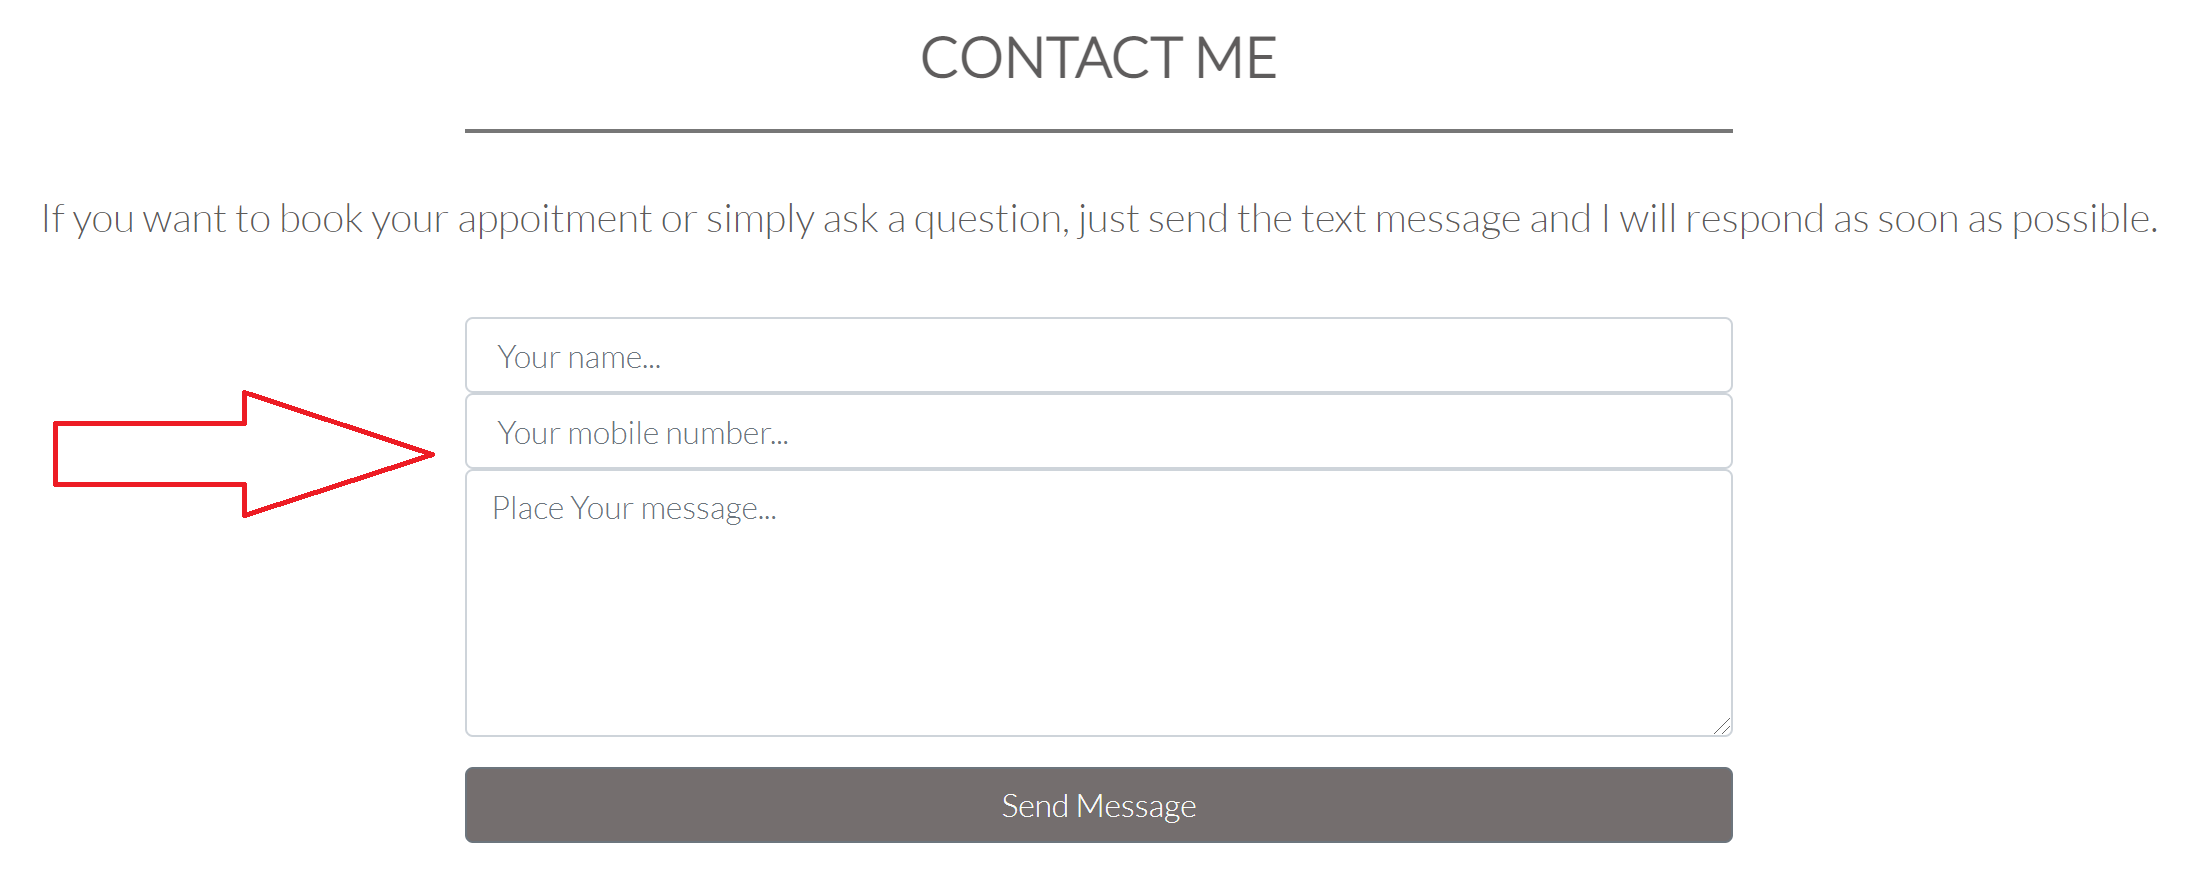 CONTACT ME
If you want to book your appoitment or simply ask a question, just send the text message and I will respond as soon as possible.
Your name...
Your mobile number...
Place Your message...
Send Message